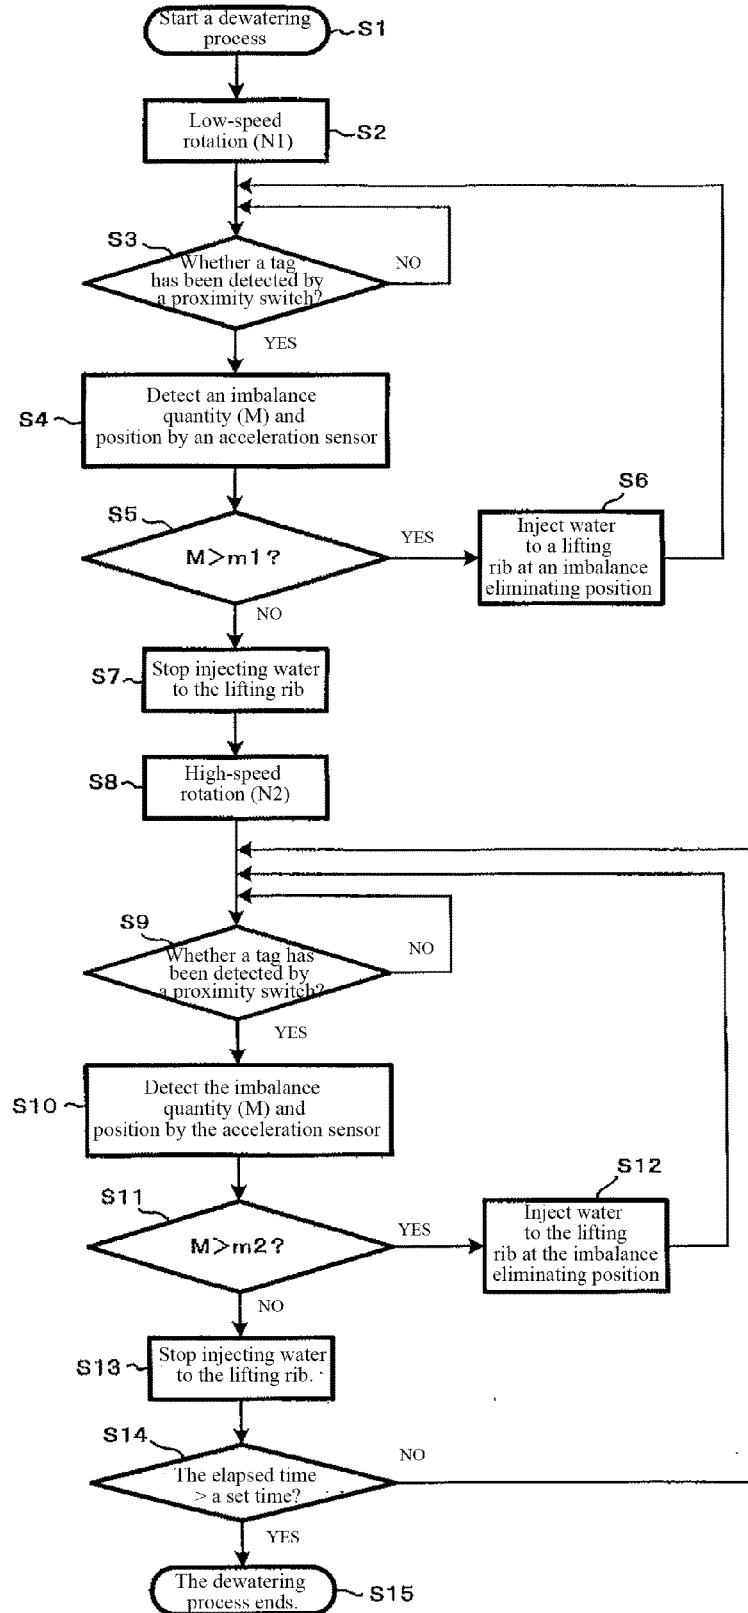 Start a dewatering
process
S1
Low-speed
rotation (N1)
S2
S3
Whether a tag
has been detected by
a proximity switch?
NO
YES
S4
Detect an imbalance
quantity (M) and
position by an acceleration sensor
S5
M>m1?
YES
NO
S6
Inject water
to a lifting
rib at an imbalance
eliminating position
S7
Stop injecting water
to the lifting rib
S8
High-speed
rotation (N2)
S9
Whether a tag has
been detected by
a proximity switch?
NO
YES
S10
Detect the imbalance
quantity (M) and
position by the acceleration sensor
S11
M>m2?
YES
NO
S12
Inject water
to the lifting
rib at the imbalance
eliminating position
S13
Stop injecting water
to the lifting rib.
S14
The elapsed time
> a set time?
NO
YES
The dewatering
process ends.
S15